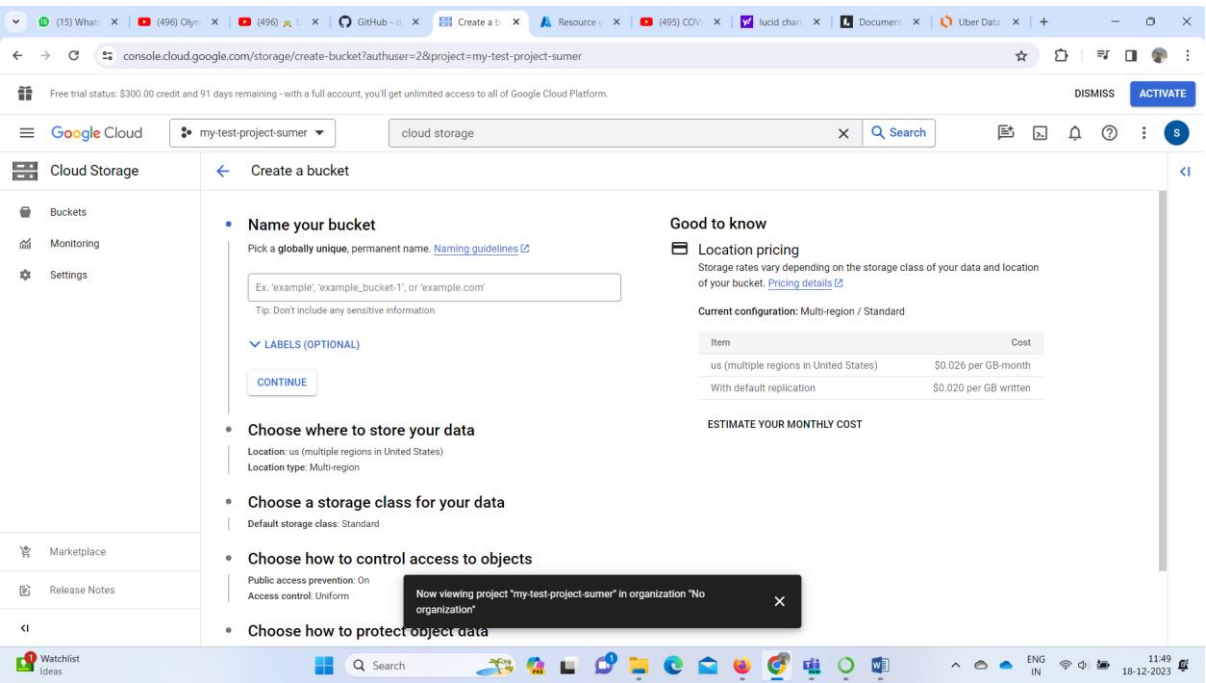 (15) Whats
(496) Olyn
(496)
GitHub - d
Create a b
Resource g
(495) COVI
lucid chart
Document
Uber Data
console.cloud.google.com/storage/create-bucket?authuser=2&project=my-test-project-sumer
Free trial status: $300.00 credit and 91 days remaining - with a full account, you'll get unlimited access to all of Google Cloud Platform.
DISMISS
ACTIVATE
Google Cloud
my-test-project-sumer
cloud storage
Search
S
Cloud Storage
Create a bucket
Buckets
Monitoring
Settings
Marketplace
Release Notes
Name your bucket
Pick a globally unique, permanent name. Naming guidelines
Ex. 'example', 'example_bucket-1', or 'example.com'
Tip: Don't include any sensitive information
LABELS (OPTIONAL)
CONTINUE
Choose where to store your data
Location: us (multiple regions in United States)
Location type: Multi-region
Choose a storage class for your data
Default storage class: Standard
Choose how to control access to objects
Public access prevention: On
Access control: Uniform
Choose how to protect object data
Good to know
Location pricing
Storage rates vary depending on the storage class of your data and location
of your bucket. Pricing details
Current configuration: Multi-region / Standard
Item Cost
us (multiple regions in United States) $0.026 per GB-month
With default replication $0.020 per GB written
ESTIMATE YOUR MONTHLY COST
Now viewing project "my-test-project-sumer" in organization "No
organization"
1
Watchlist
Ideas
Search
ENG
IN
11:49
18-12-2023